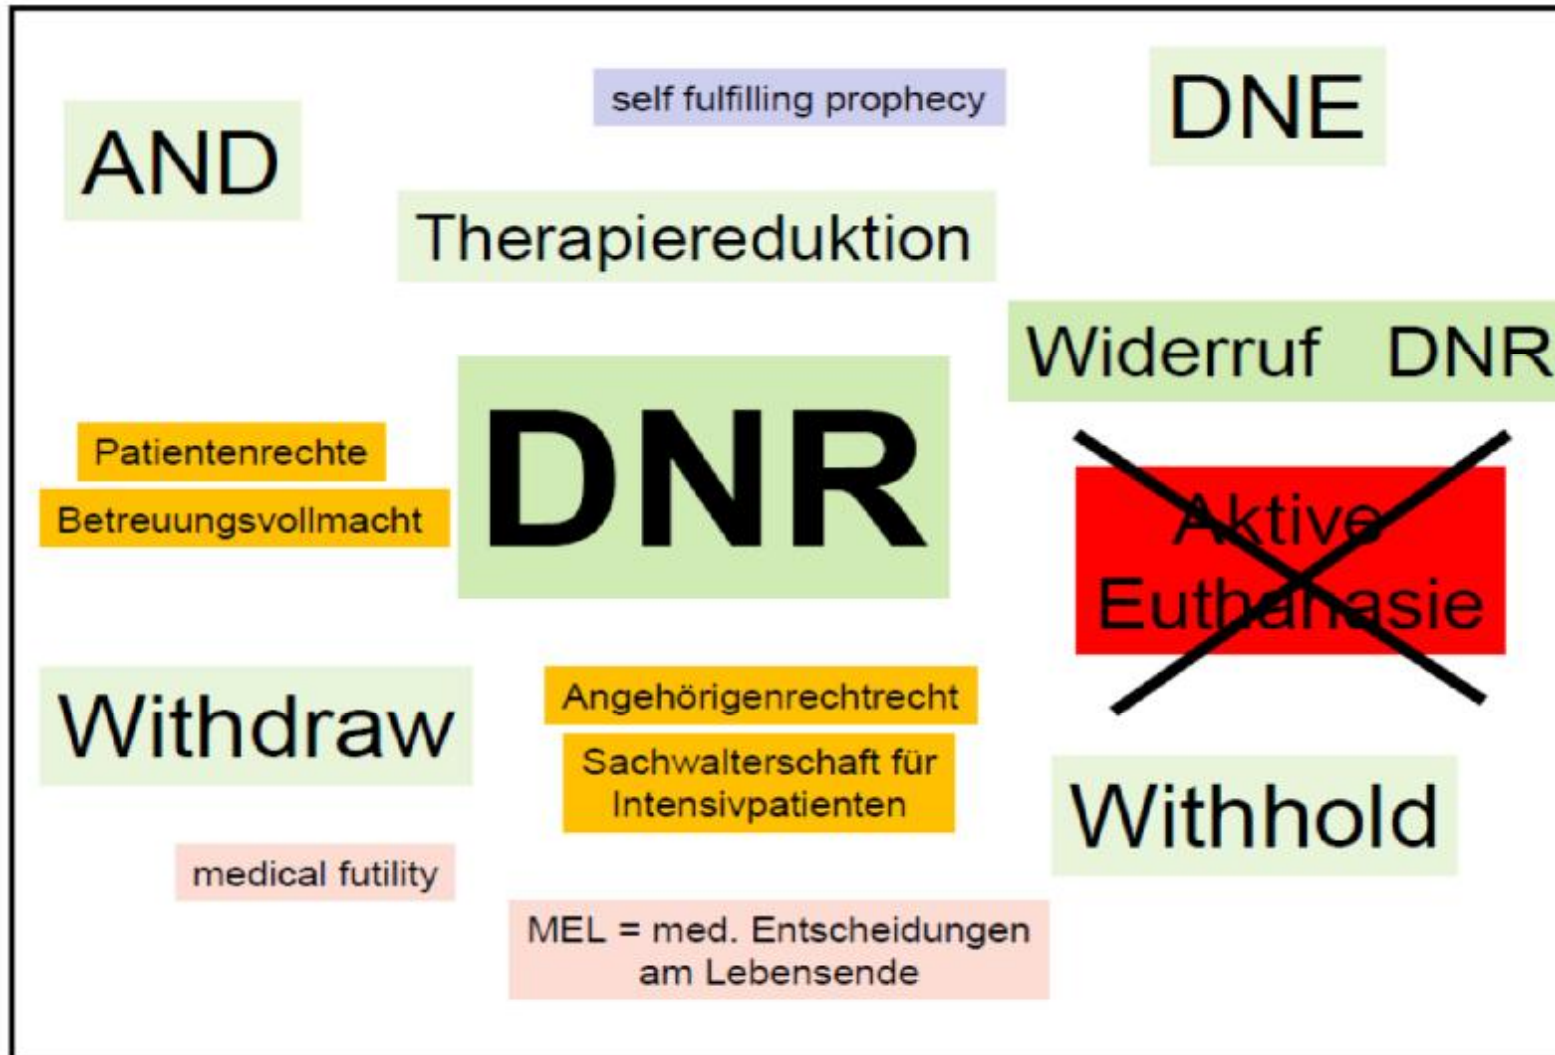 self fulfilling prophecy
DNE
AND
Therapiereduktion
Widerruf DNR
DNR
Patientenrechte
Betreuungsvollmacht
Aktive
Euthanasie
Withdraw
Angehörigenrechtrecht
Sachwalterschaft für
Intensivpatienten
Withhold
medical futility
MEL = med. Entscheidungen
am Lebensende